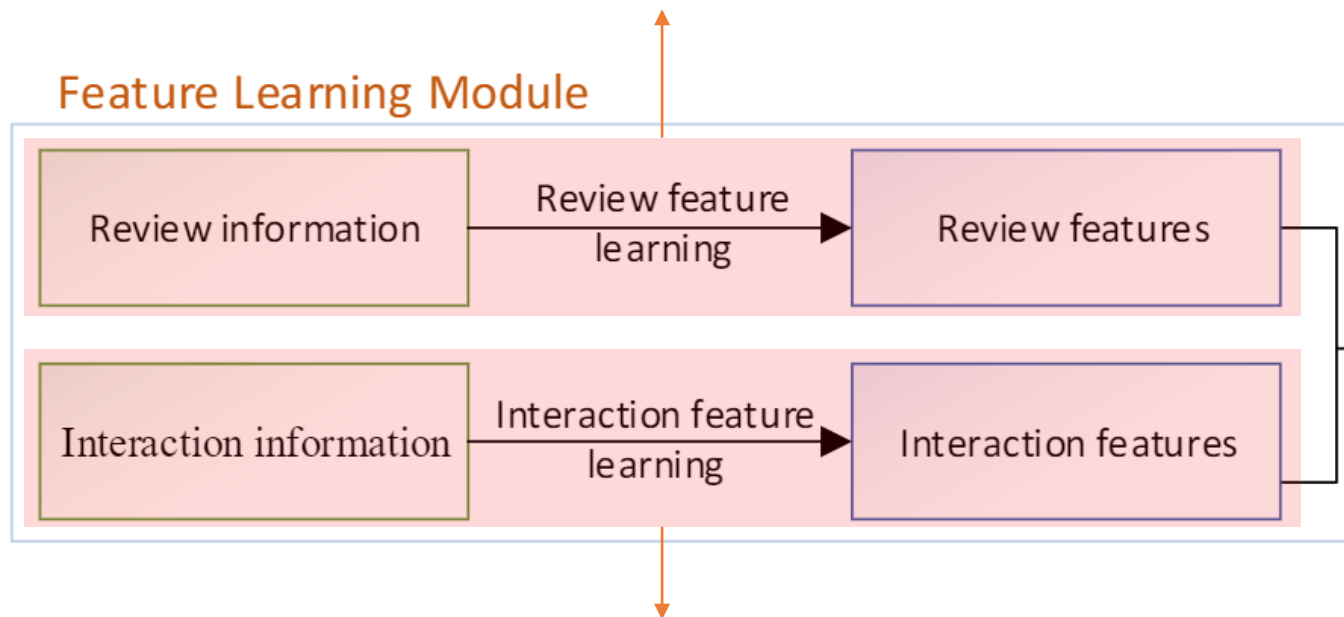 Feature Learning Module
Review information
Review feature
learning
Review features
Interaction information
Interaction feature
learning
Interaction features